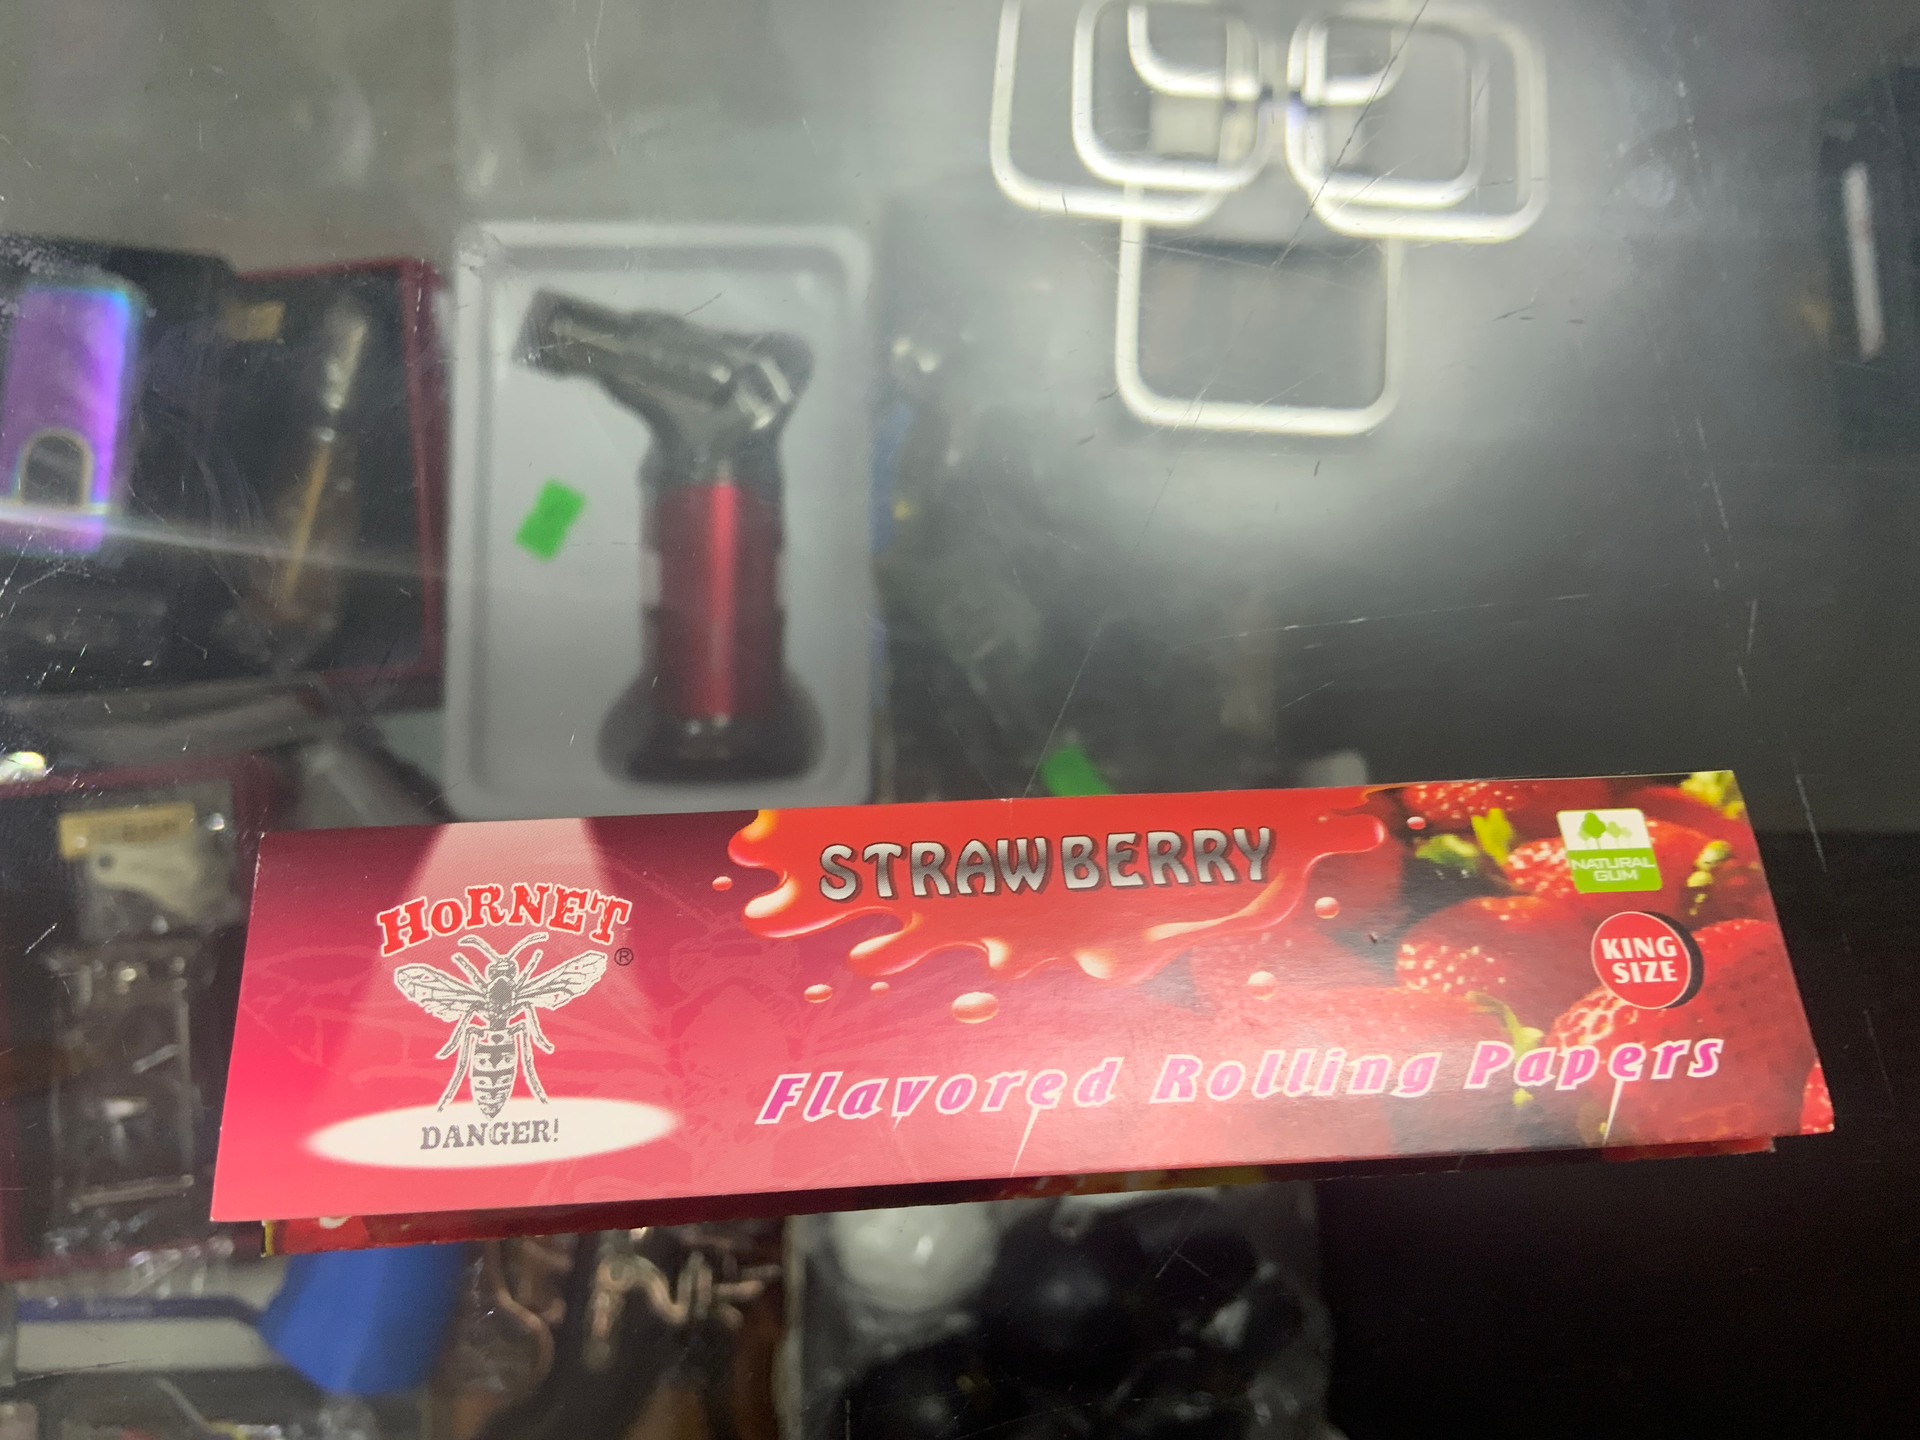 HORNET
®
DANGER!
STRAWBERRY
NATURAL
GUM
KING
SIZE
Flavored Rolling Papers